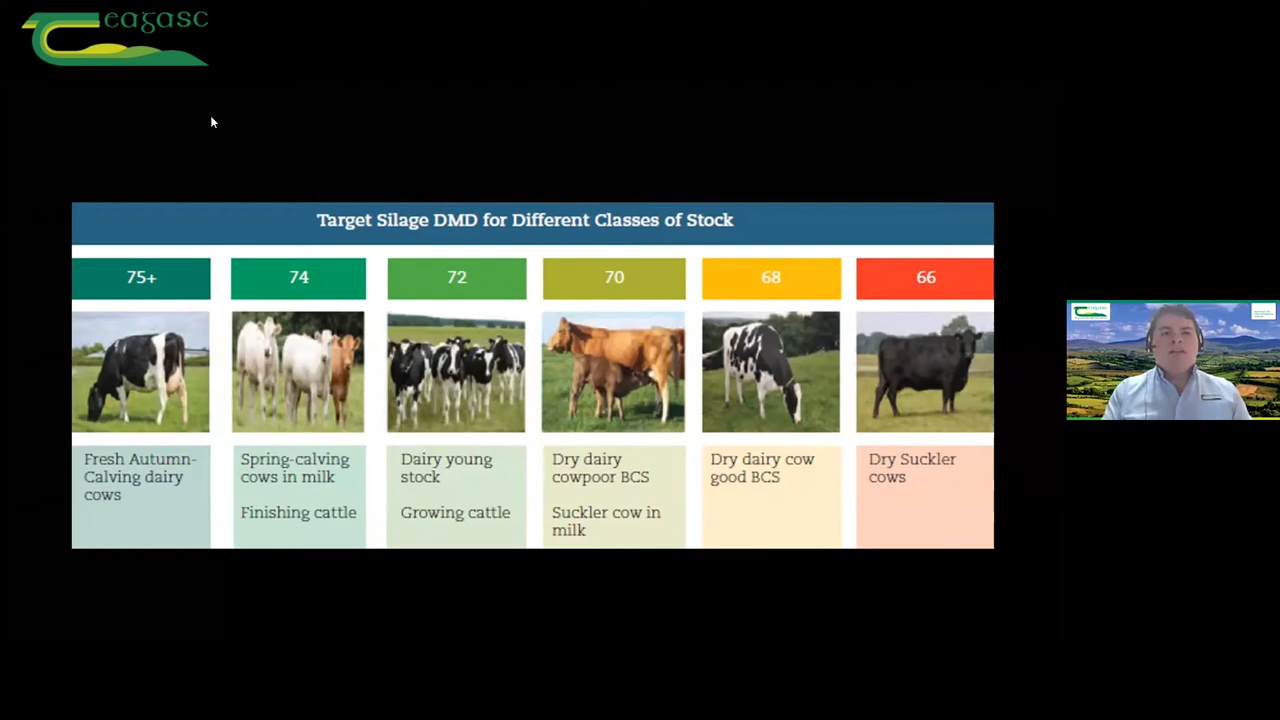 eagasc
Target Silage DMD for Different Classes of Stock
75+
74
72
70
68
66
Fresh Autumn-
Calving dairy
cows
Spring-calving
cows in milk
Finishing cattle
Dairy young
stock
Growing cattle
Dry dairy
cowpoor BCS
Suckler cow in
milk
Dry dairy cow
good BCS
Dry Suckler
cows
eagasc